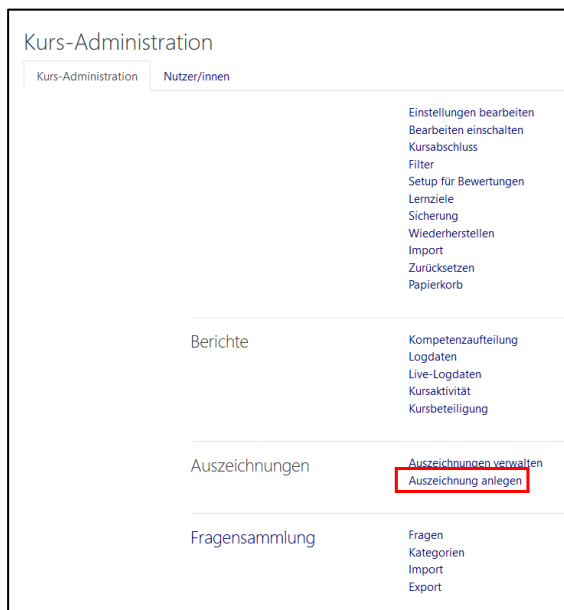 Kurs-Administration
Kurs-Administration Nutzer/innen
Einstellungen bearbeiten
Bearbeiten einschalten
Kursabschluss
Filter
Setup für Bewertungen
Lernziele
Sicherung
Wiederherstellen
Import
Zurücksetzen
Papierkorb
Berichte
Kompetenzaufteilung
Logdaten
Live-Logdaten
Kursaktivität
Kursbeteiligung
Auszeichnungen
Auszeichnungen verwalten
Auszeichnung anlegen
Fragensammlung
Fragen
Kategorien
Import
Export